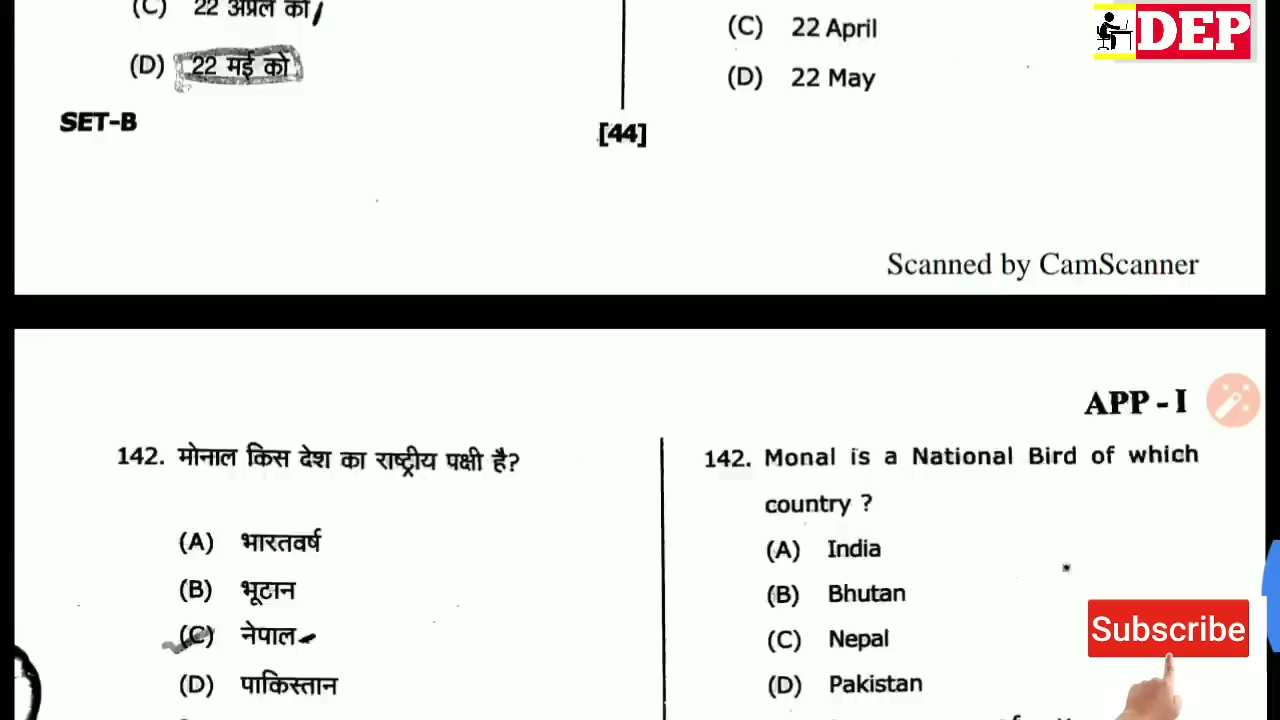 (C) 22 अप्रैल को
(D) 22 मई को
SET-B
(C) 22 April
(D) 22 May
[44]
DEP
Scanned by CamScanner
APP - I
142. मोनाल किस देश का राष्ट्रीय पक्षी है?
(A) भारतवर्ष
(B) भूटान
(C) नेपाल
(D) पाकिस्तान
142. Monal is a National Bird of which
country ?
(A) India
(B) Bhutan
(C) Nepal
(D) Pakistan
Subscribe